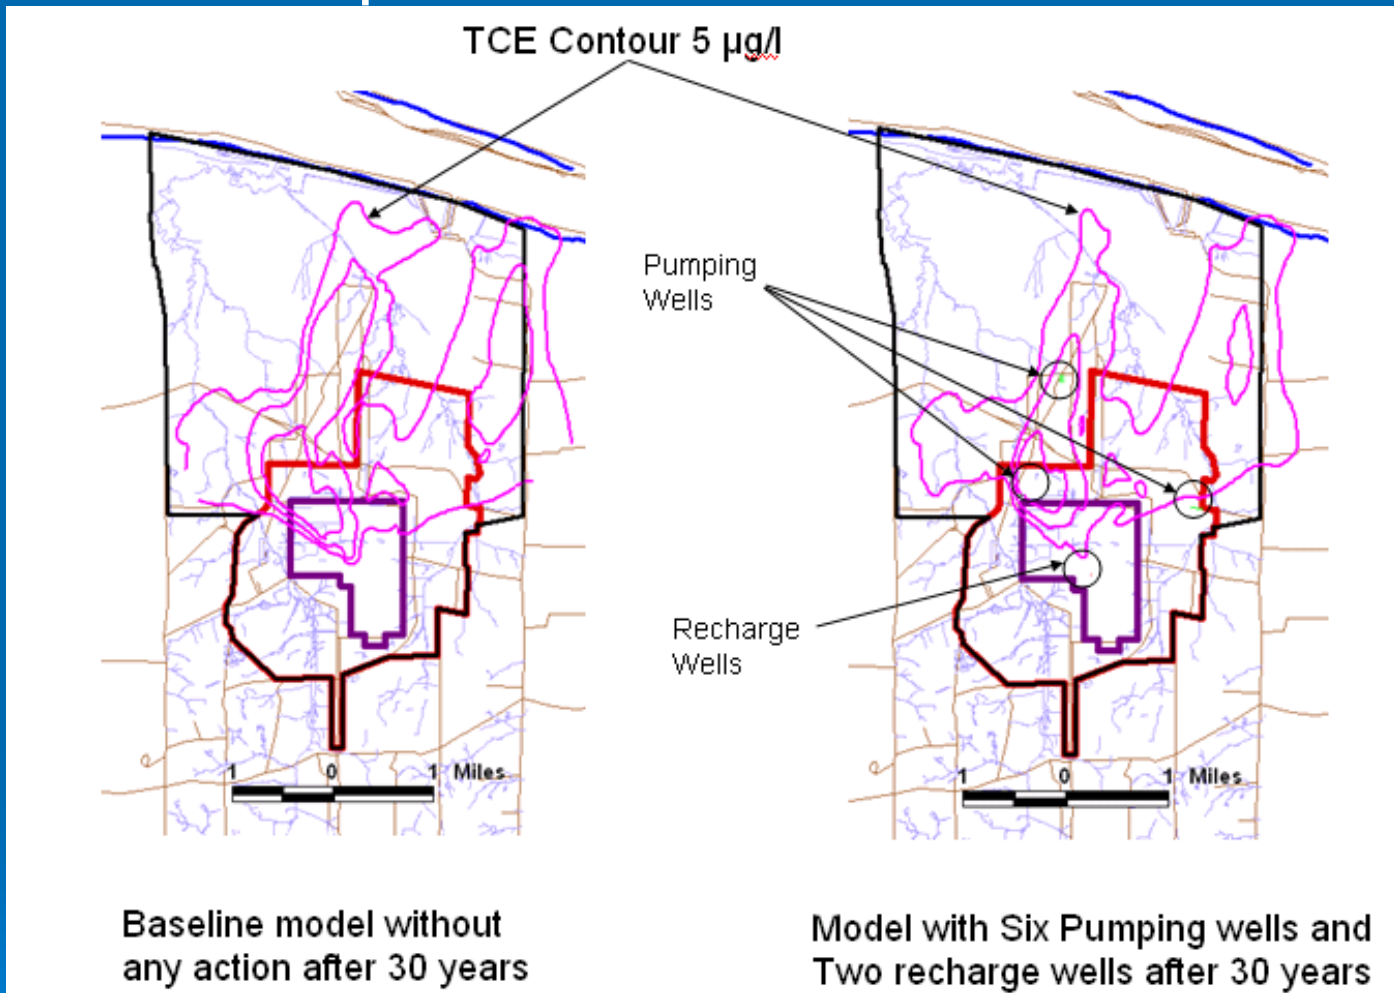 TCE Contour 5 µg/l
Pumping
Wells
Recharge
Wells
1 0 1 Miles
1 0 1 Miles
Baseline model without
any action after 30 years
Model with Six Pumping wells and
Two recharge wells after 30 years